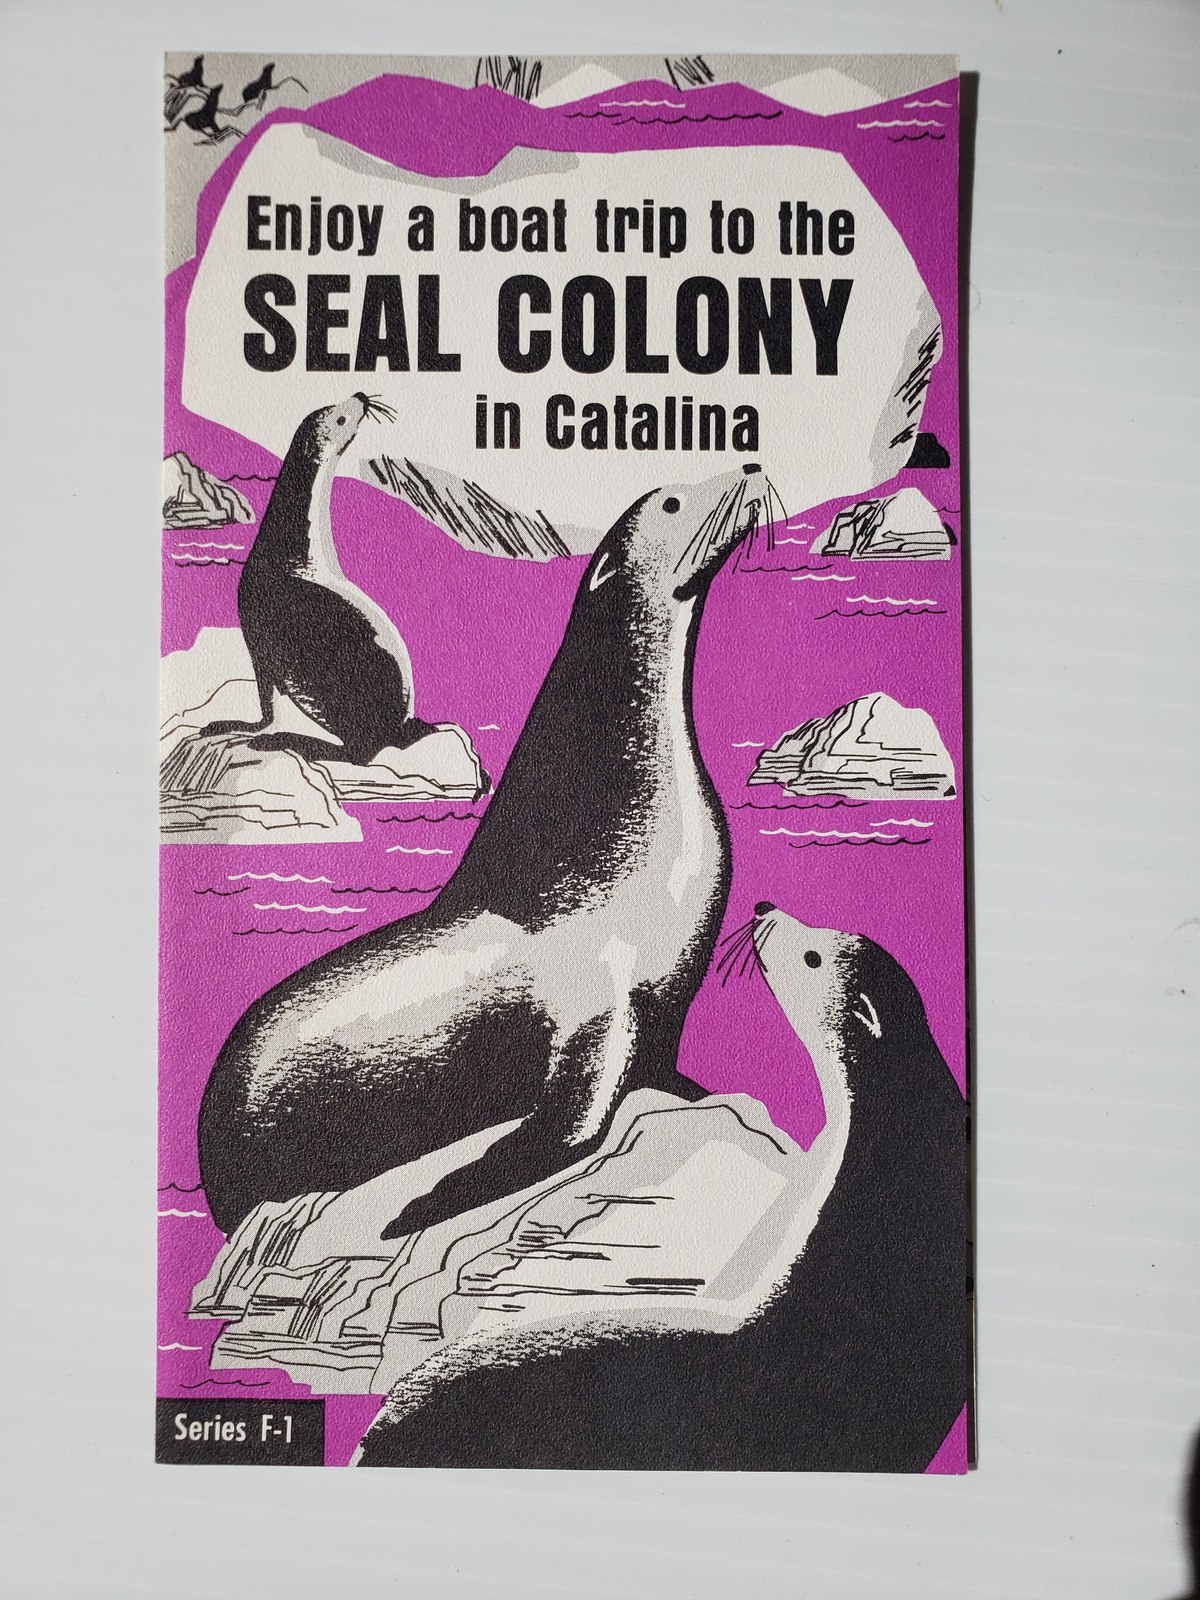 Enjoy a boat trip to the
SEAL COLONY
in Catalina
Series F-1